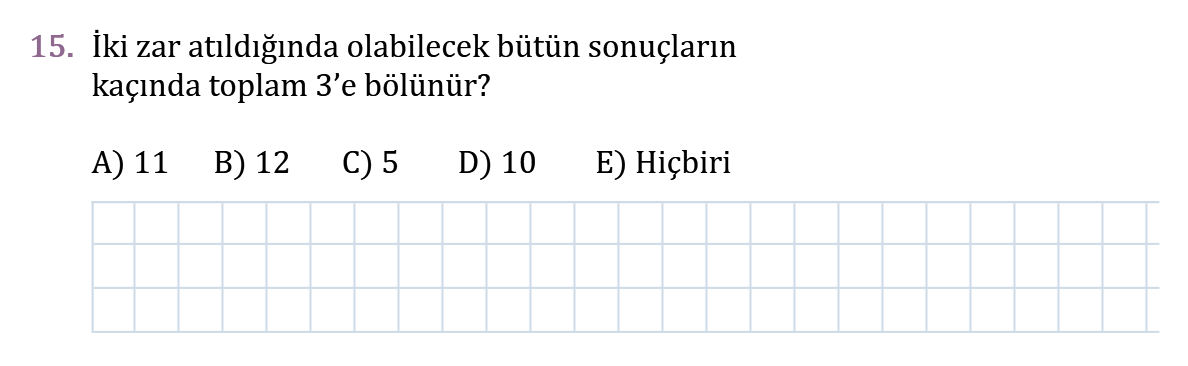 15. İki zar atıldığında olabilecek bütün sonuçların
kaçında toplam 3’e bölünür?
A) 11 B) 12 C) 5 D) 10 E) Hiçbiri